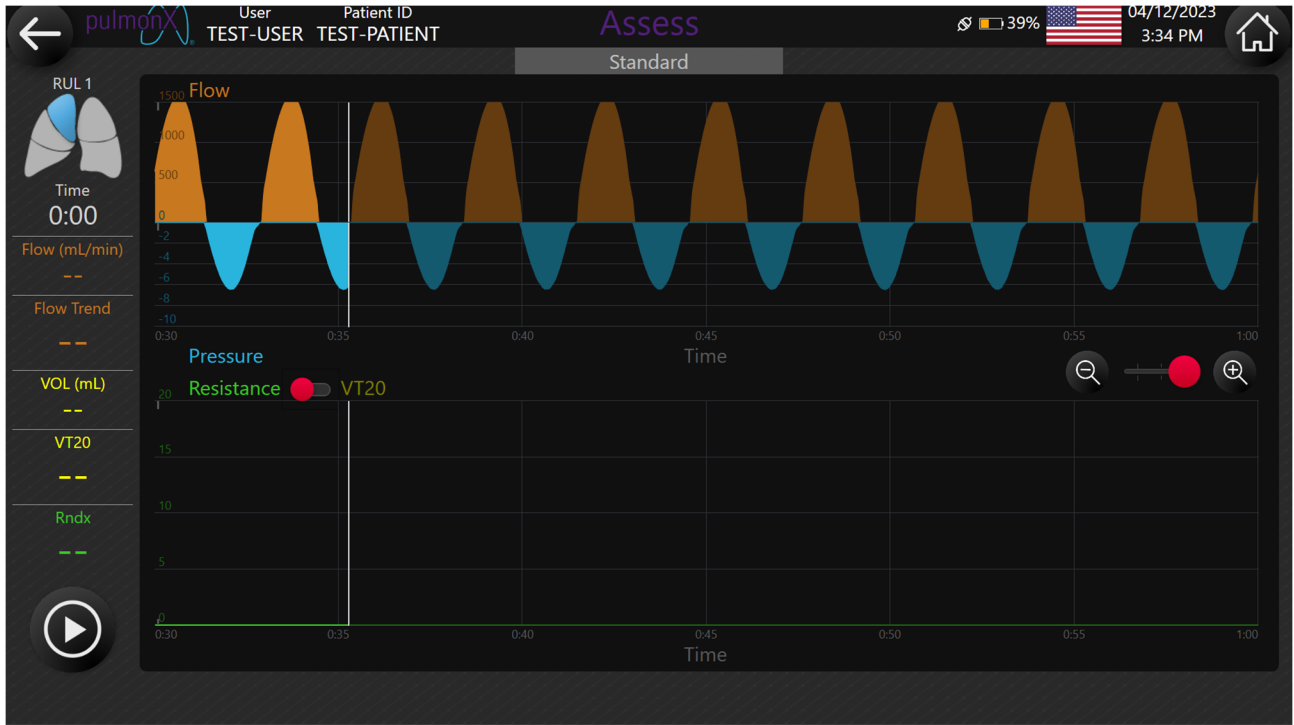 pulmonX
User
TEST-USER
Patient ID
TEST-PATIENT
Assess
39%
04/12/2023
3:34 PM
Standard
RUL 1
Time
0:00
Flow (mL/min)
--
Flow Trend
--
VOL (mL)
--
VT20
--
Rndx
--
Flow
1500
1000
500
0
-2
-4
-6
-8
-10
0:30 0:35 0:40 0:45 0:50 0:55 1:00
Pressure
Time
Resistance VT20
20
15
10
5
0
0:30 0:35 0:40 0:45 0:50 0:55 1:00
Time